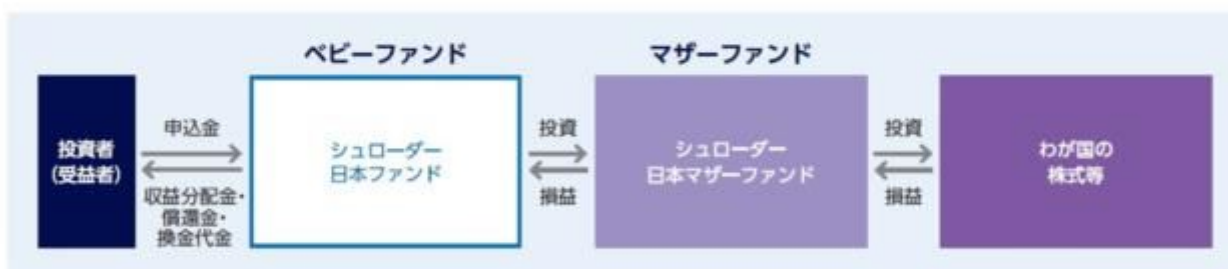 ベビーファンド
マザーファンド
投資者
(受益者)
申込金
収益分配金・
償還金・
換金代金
シュローダー
日本ファンド
投資
損益
シュローダー
日本マザーファンド
投資
損益
わが国の
株式等